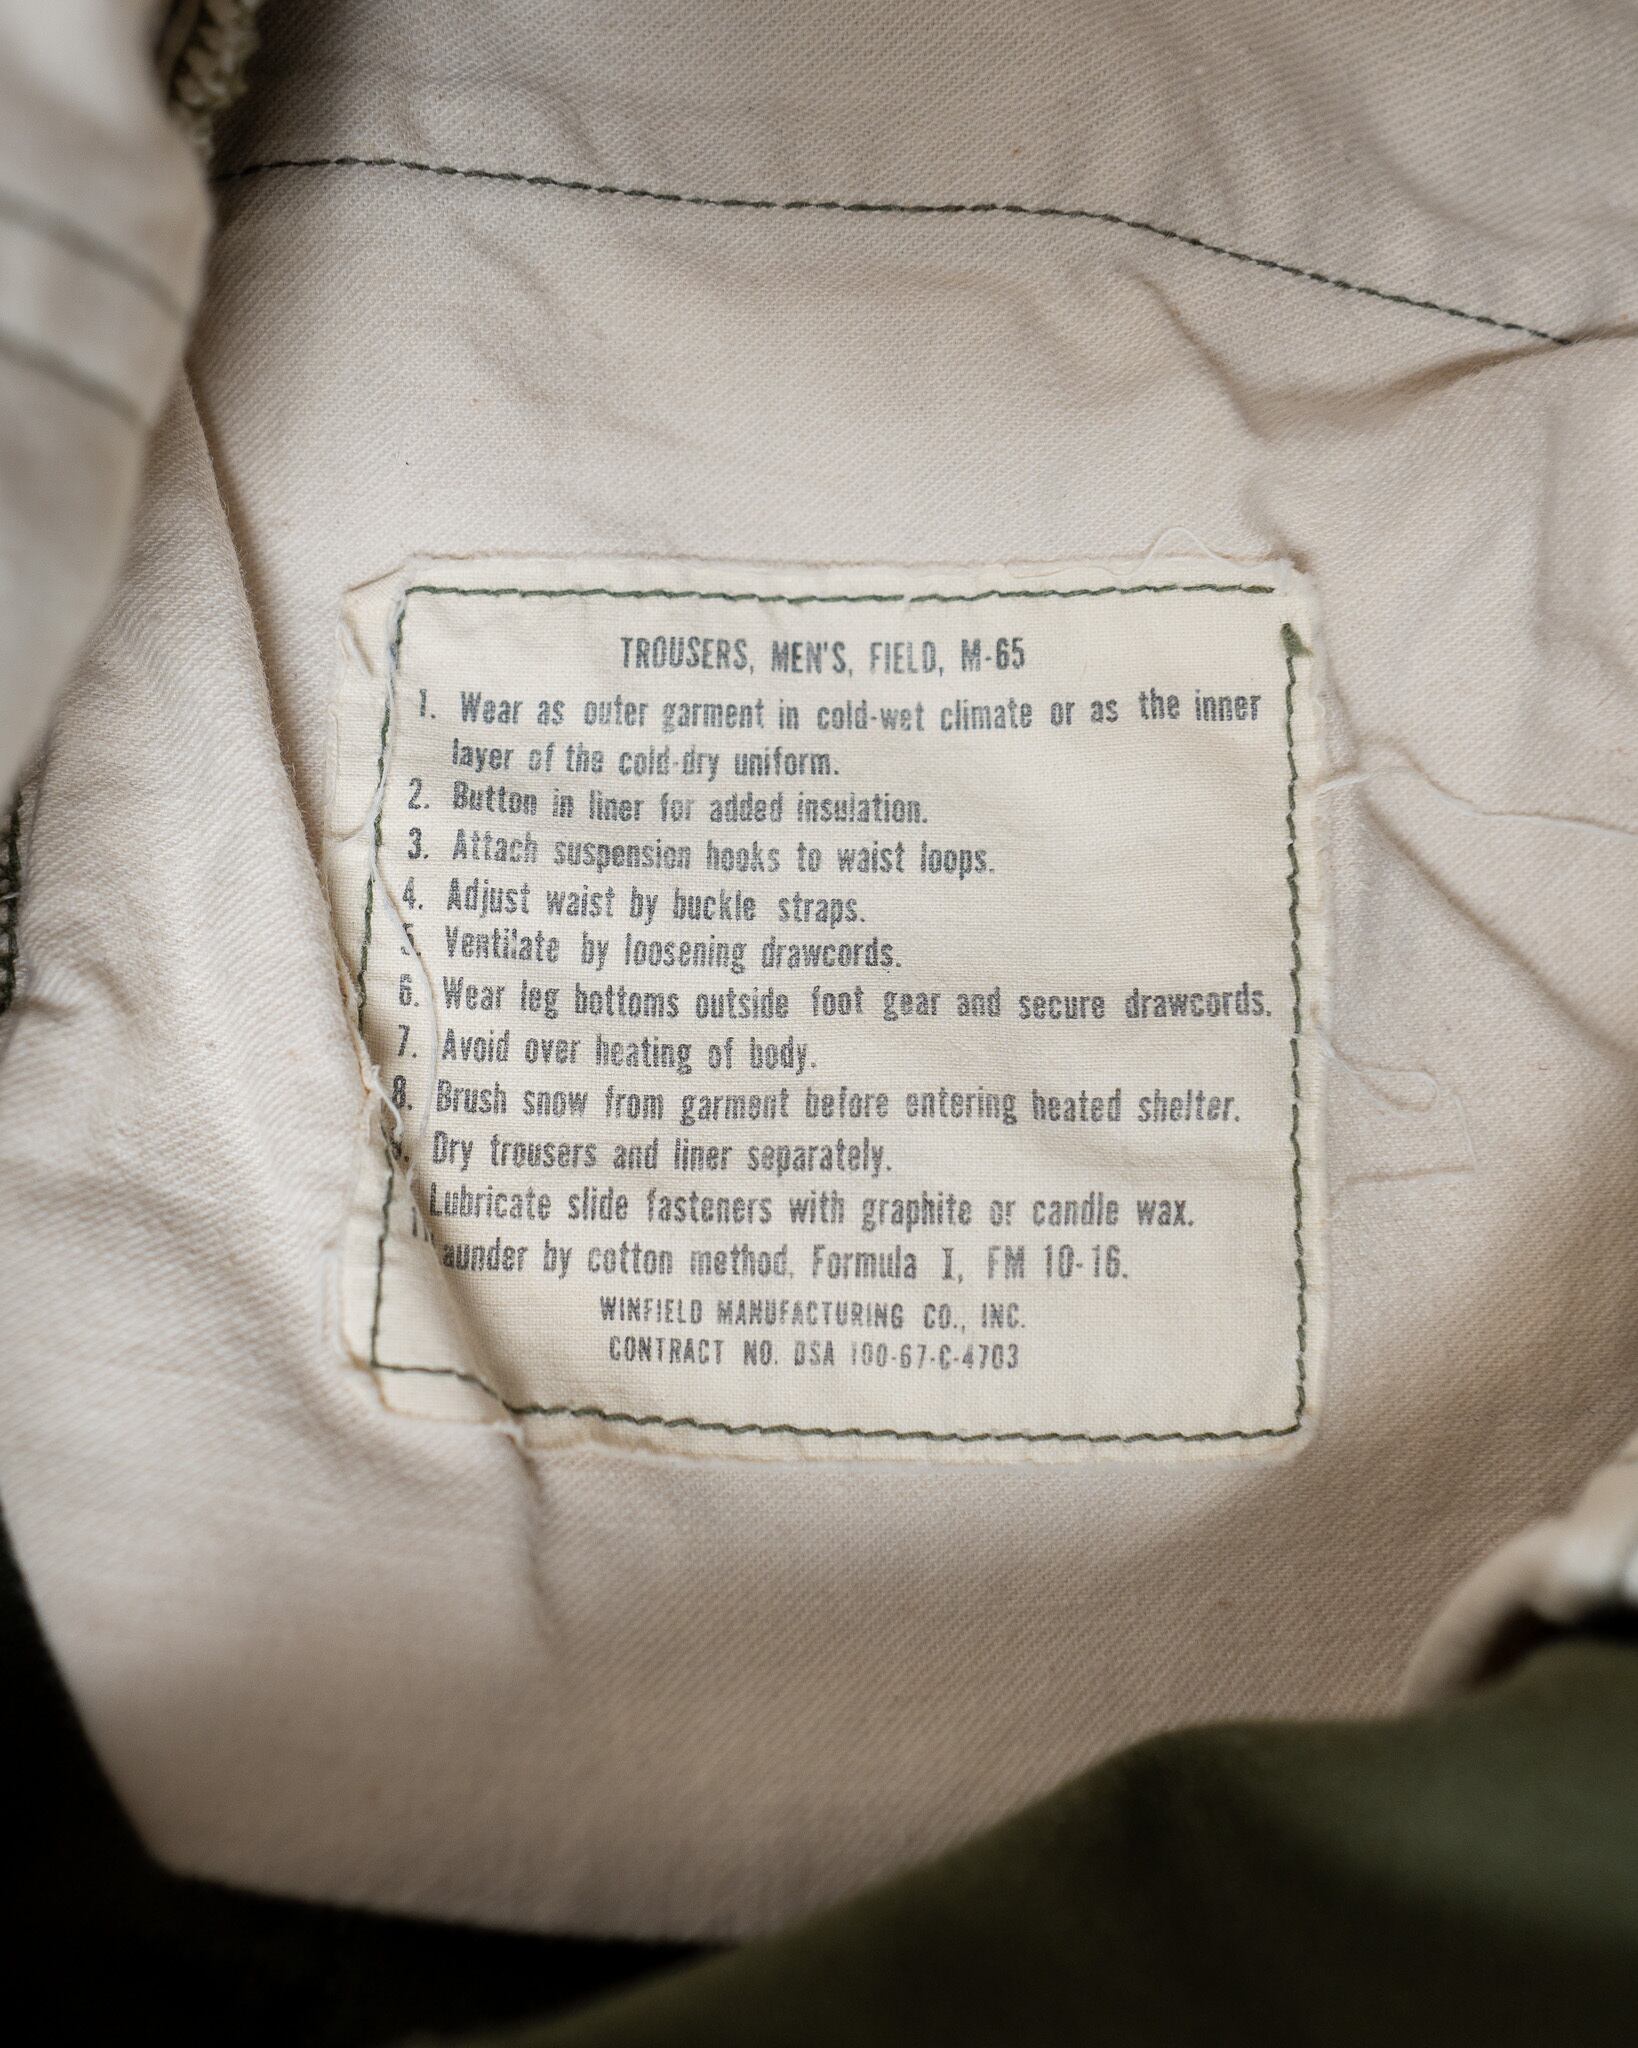 TROUSERS, MEN'S, FIELD, M-65
1. Wear as outer garment in cold-wet climate or as the inner
layer of the cold-dry uniform.
2. Button in liner for added insulation.
3. Attach suspension hooks to waist loops.
4. Adjust waist by buckle straps.
5. Ventilate by loosening drawcords.
6. Wear leg bottoms outside foot gear and secure drawcords.
7. Avoid over heating of body.
8. Brush snow from garment before entering heated shelter.
Dry trousers and liner separately.
Lubricate slide fasteners with graphite or candle wax.
aunder by cotton method, Formula I, FM 10-16.
WINFIELD MANUFACTURING CO., INC.
CONTRACT NO. DSA 100-67-C-4703